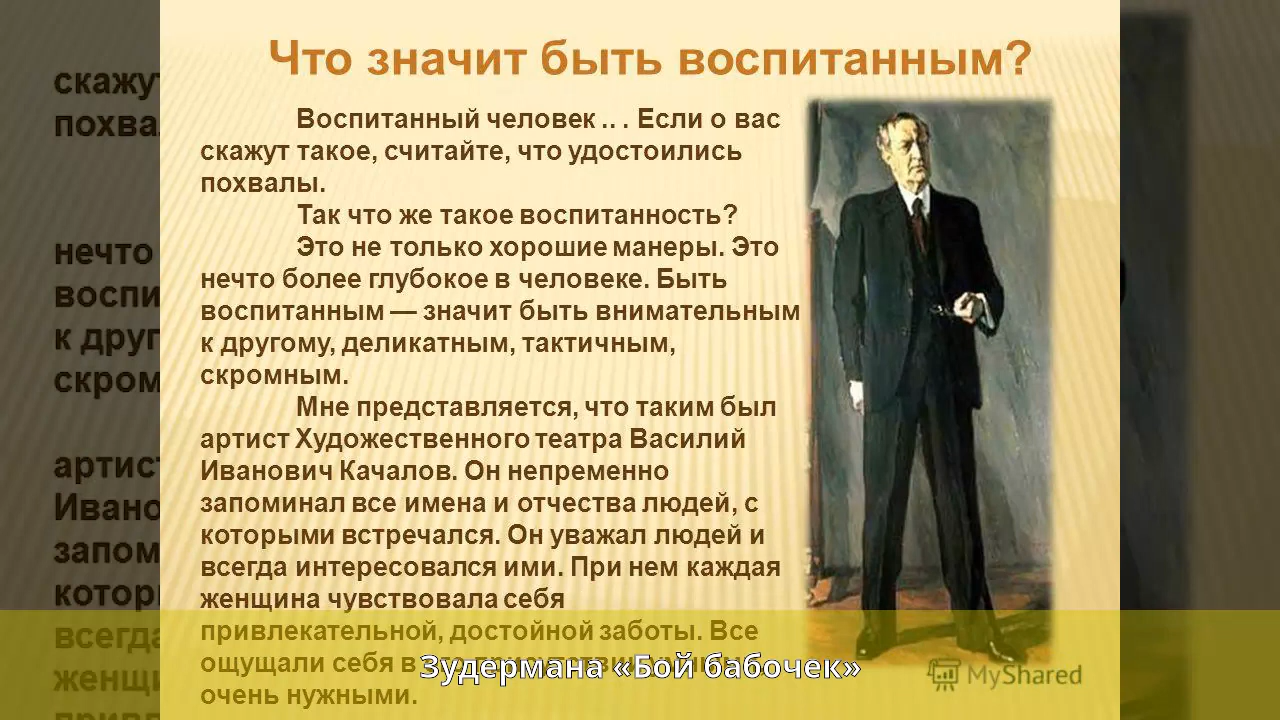 Что значит быть воспитанным?
Воспитанный человек .. . Если о вас
скажут такое, считайте, что удостоились
похвалы.
Так что же такое воспитанность?
Это не только хорошие манеры. Это
нечто более глубокое в человеке. Быть
воспитанным — значит быть внимательным
к другому, деликатным, тактичным,
скромным.
Мне представляется, что таким был
артист Художественного театра Василий
Иванович Качалов. Он непременно
запоминал все имена и отчества людей, с
которыми встречался. Он уважал людей и
всегда интересовался ими. При нем каждая
женщина чувствовала себя
привлекательной, достойной заботы. Все
ощущали себя в
очень нужными.
Зудермана «Бой бабочек»
MyShared